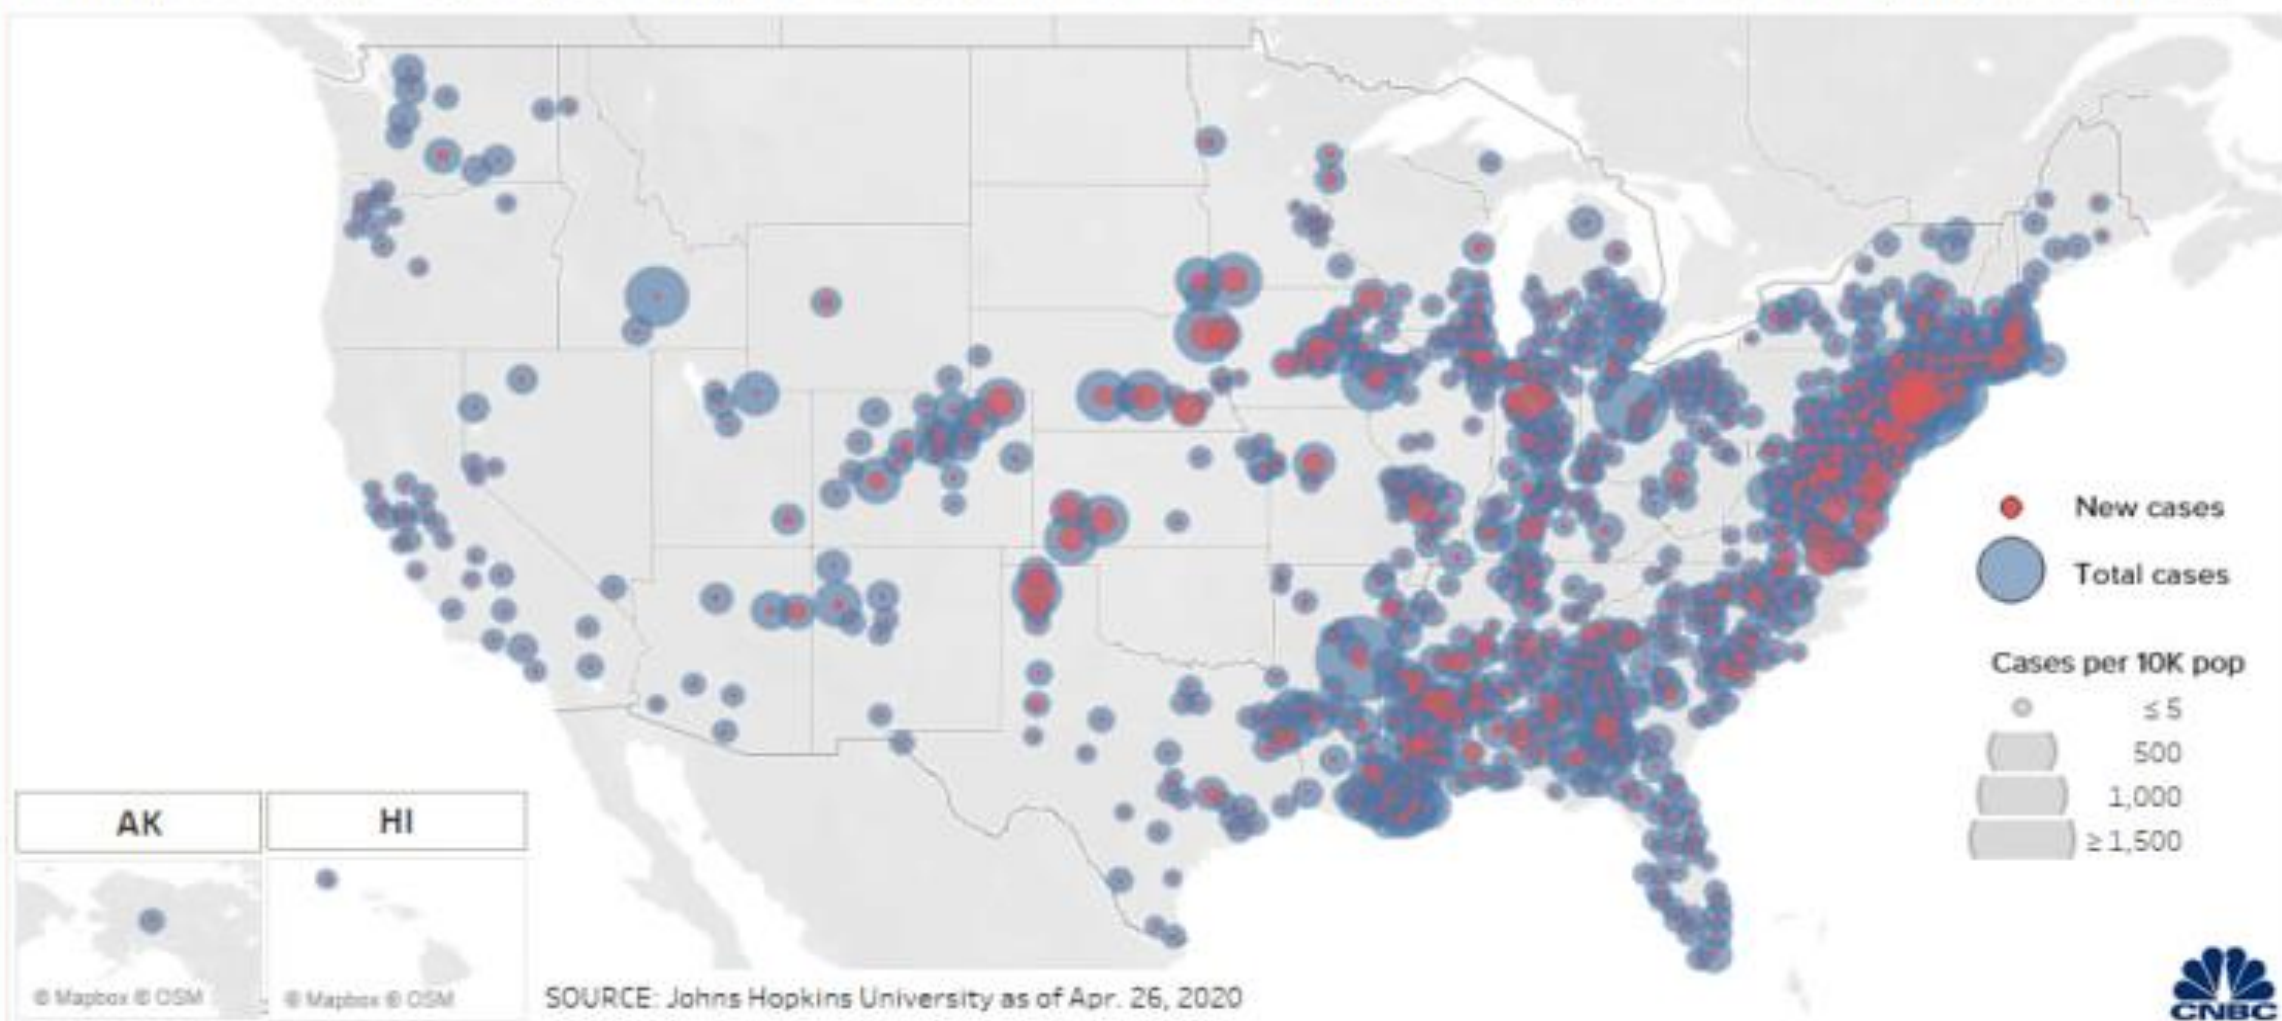 New cases
Total cases
Cases per 10K pop
≤ 5
500
1,000
≥ 1,500
AK
HI
© Mapbox © OSM
© Mapbox © OSM
SOURCE: Johns Hopkins University as of Apr. 26, 2020
CNBC